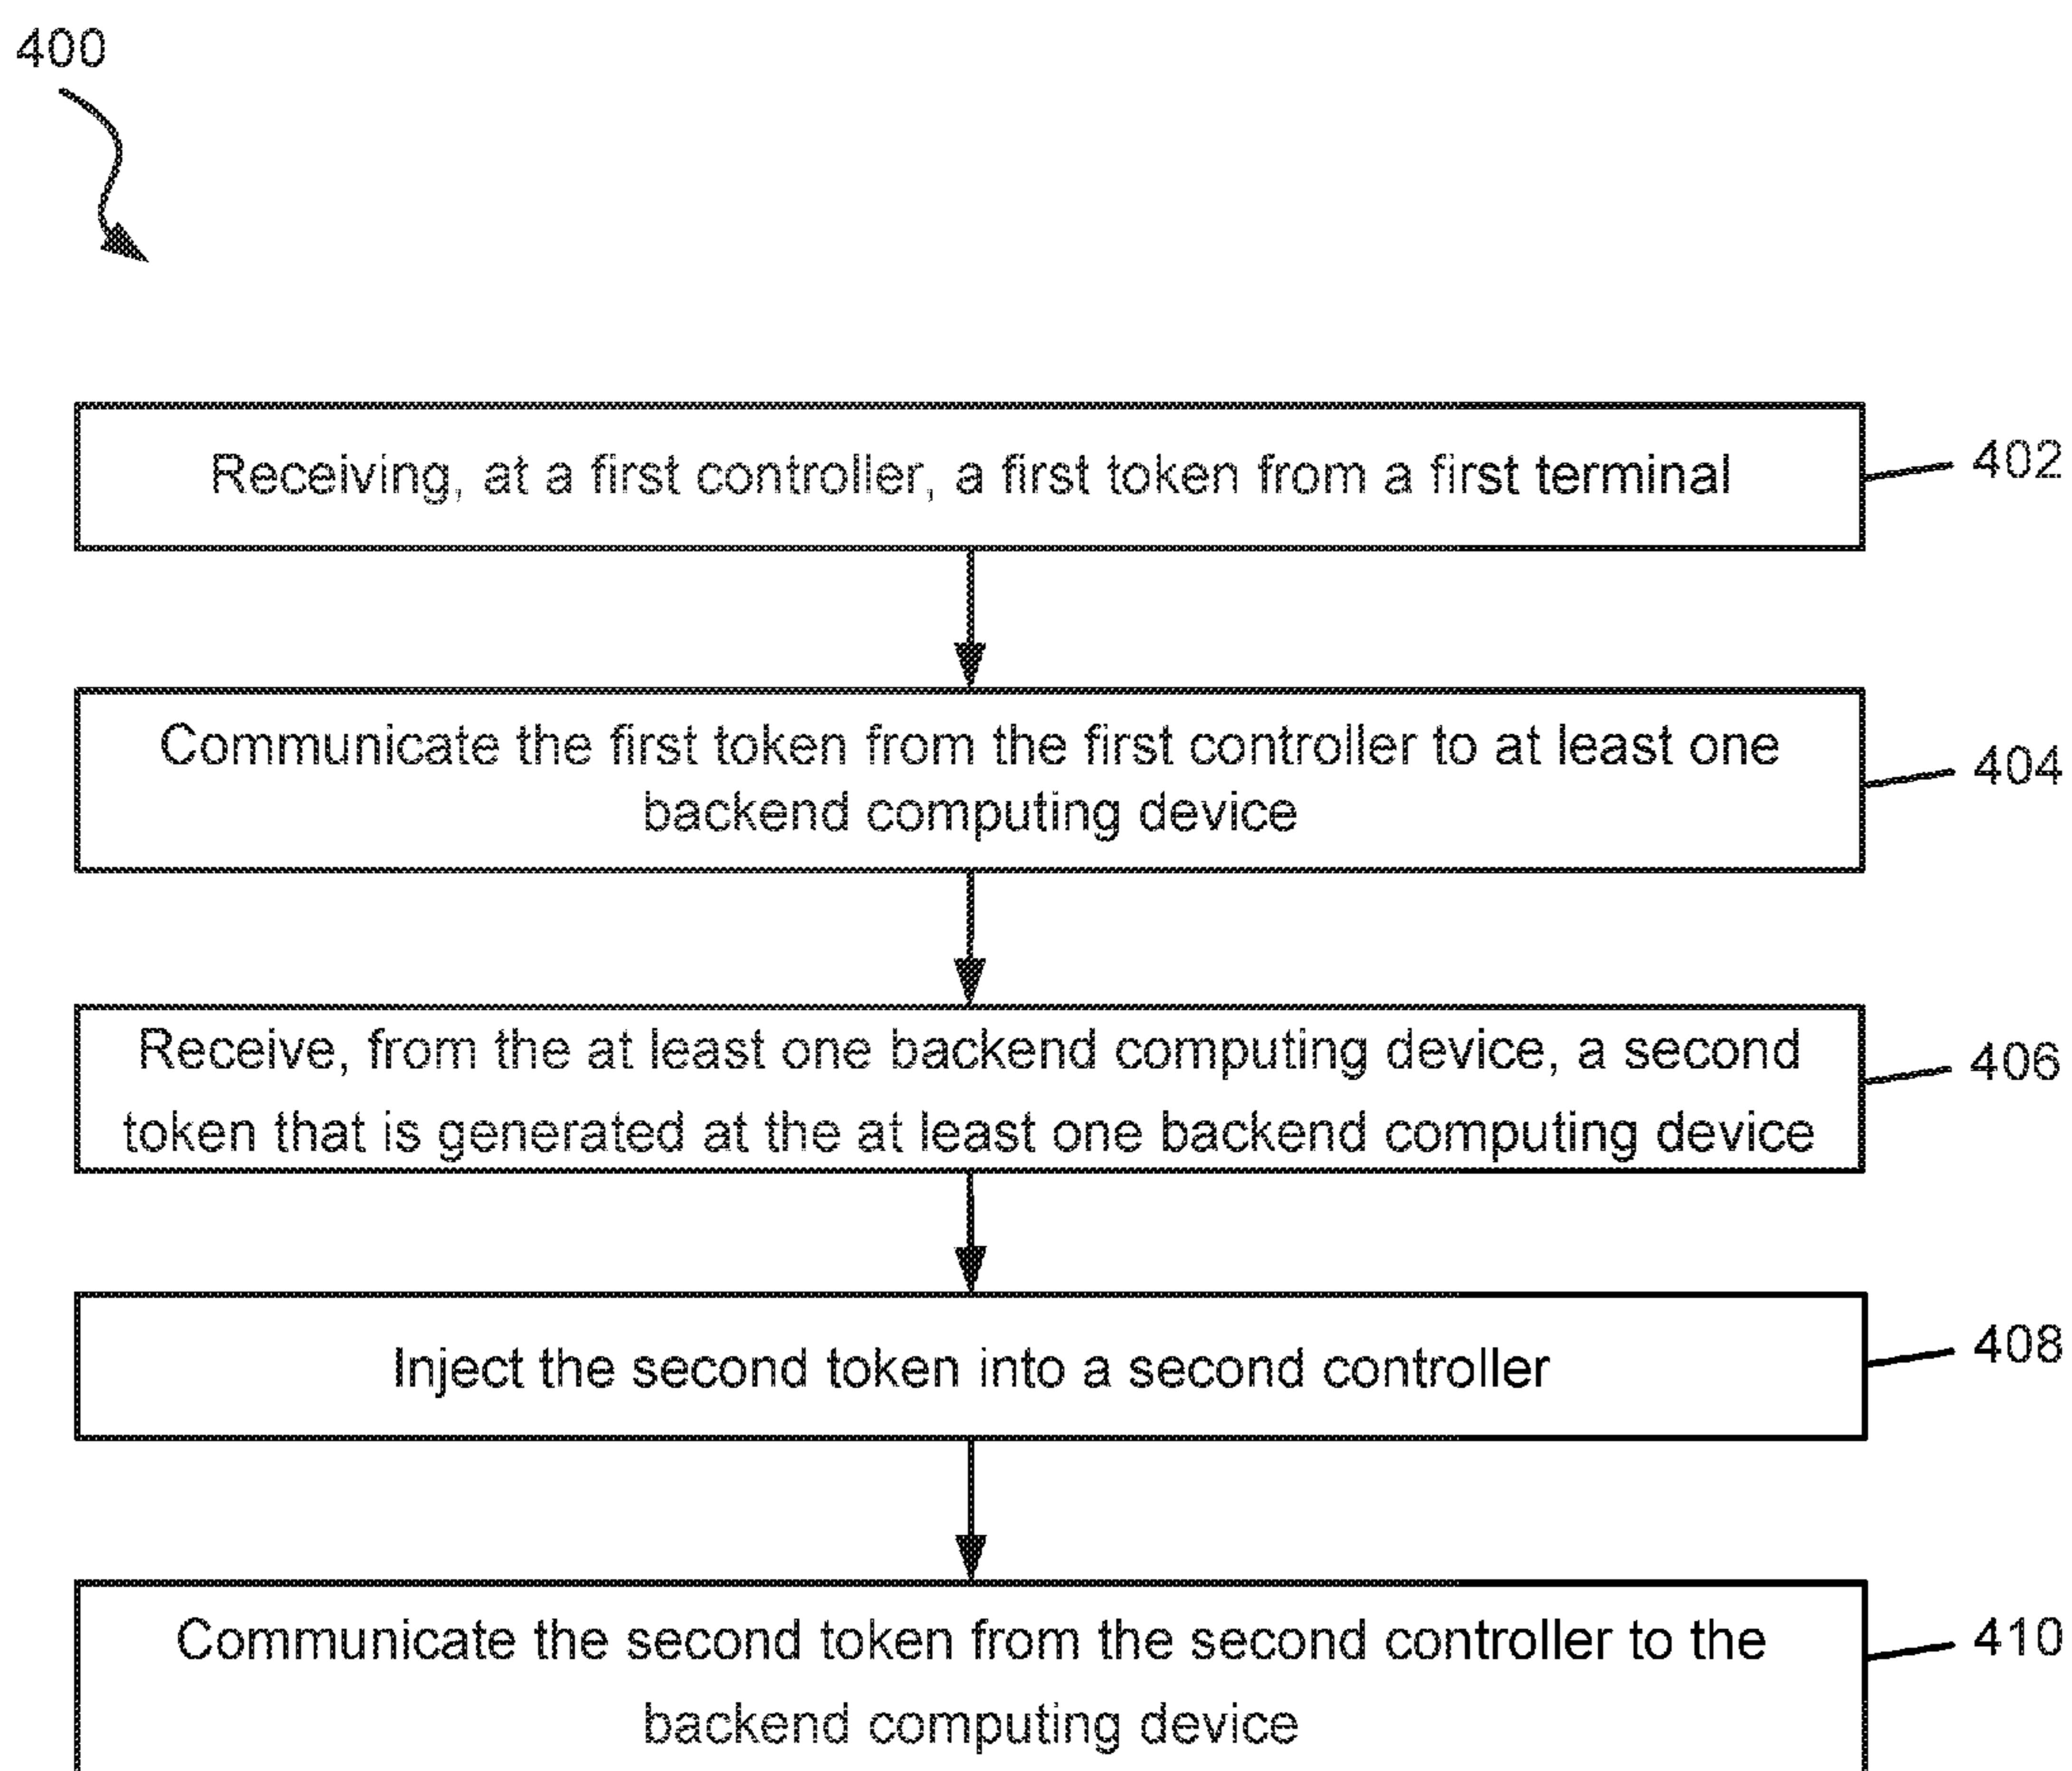 400
Receiving, at a first controller, a first token from a first terminal
402
Communicate the first token from the first controller to at least one
backend computing device
404
Receive, from the at least one backend computing device, a second
token that is generated at the at least one backend computing device
406
Inject the second token into a second controller
408
Communicate the second token from the second controller to the
backend computing device
410